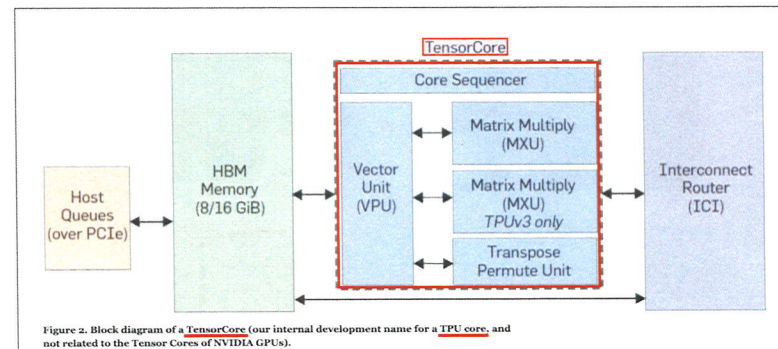 TensorCore
Core Sequencer
Host
Queues
(over PCIe)
HBM
Memory
(8/16 GiB)
Vector
Unit
(VPU)
Matrix Multiply
(MXU)
Matrix Multiply
(MXU)
TPUv3 only
Transpose
Permute Unit
Interconnect
Router
(ICI)
Figure 2. Block diagram of a TensorCore (our internal development name for a TPU core, and
not related to the Tensor Cores of NVIDIA GPUs).